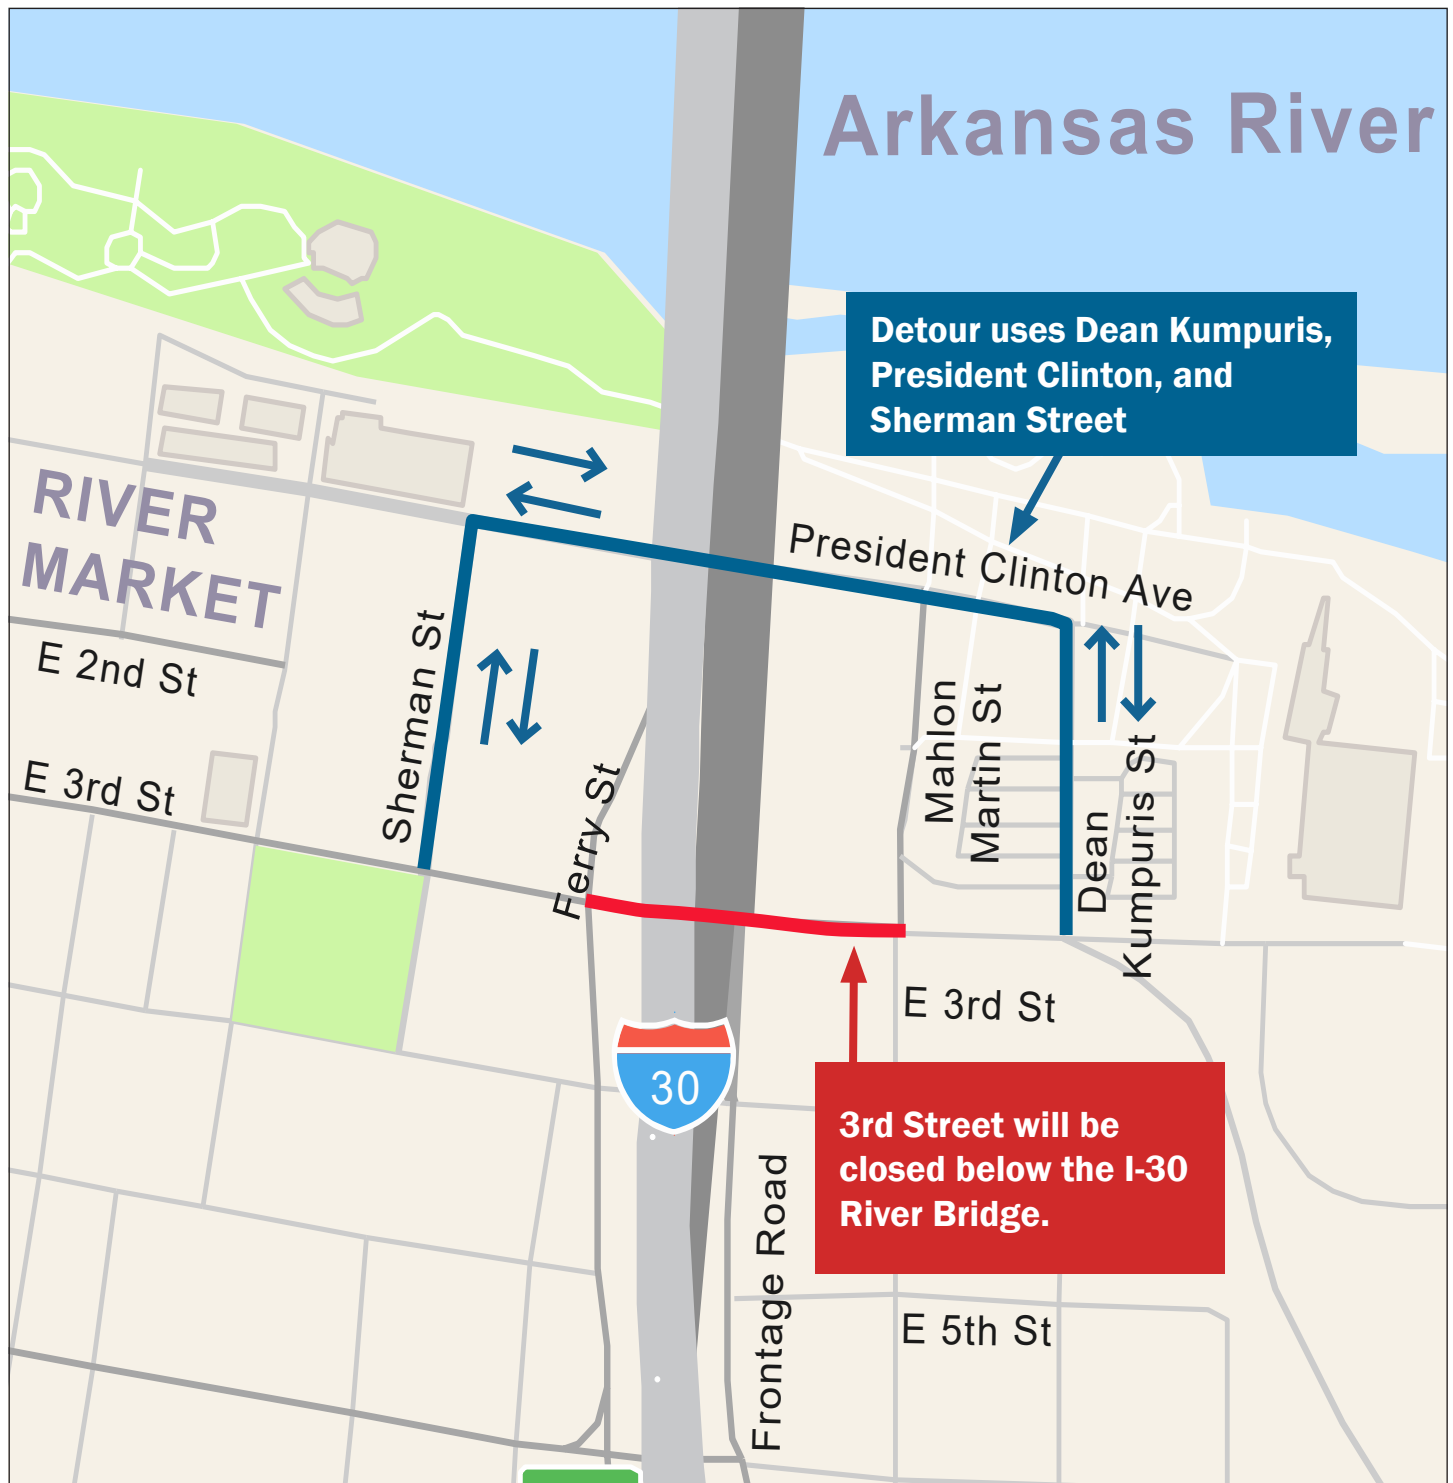 Arkansas River
Detour uses Dean Kumpuris,
President Clinton, and
Sherman Street
RIVER
MARKET
President Clinton Ave
E 2nd St
Sherman St
E 3rd St
Ferry St
Mahlon
Martin St
Dean
Kumpuris St
E 3rd St
30
3rd Street will be
closed below the I-30
River Bridge.
Frontage Road
E 5th St